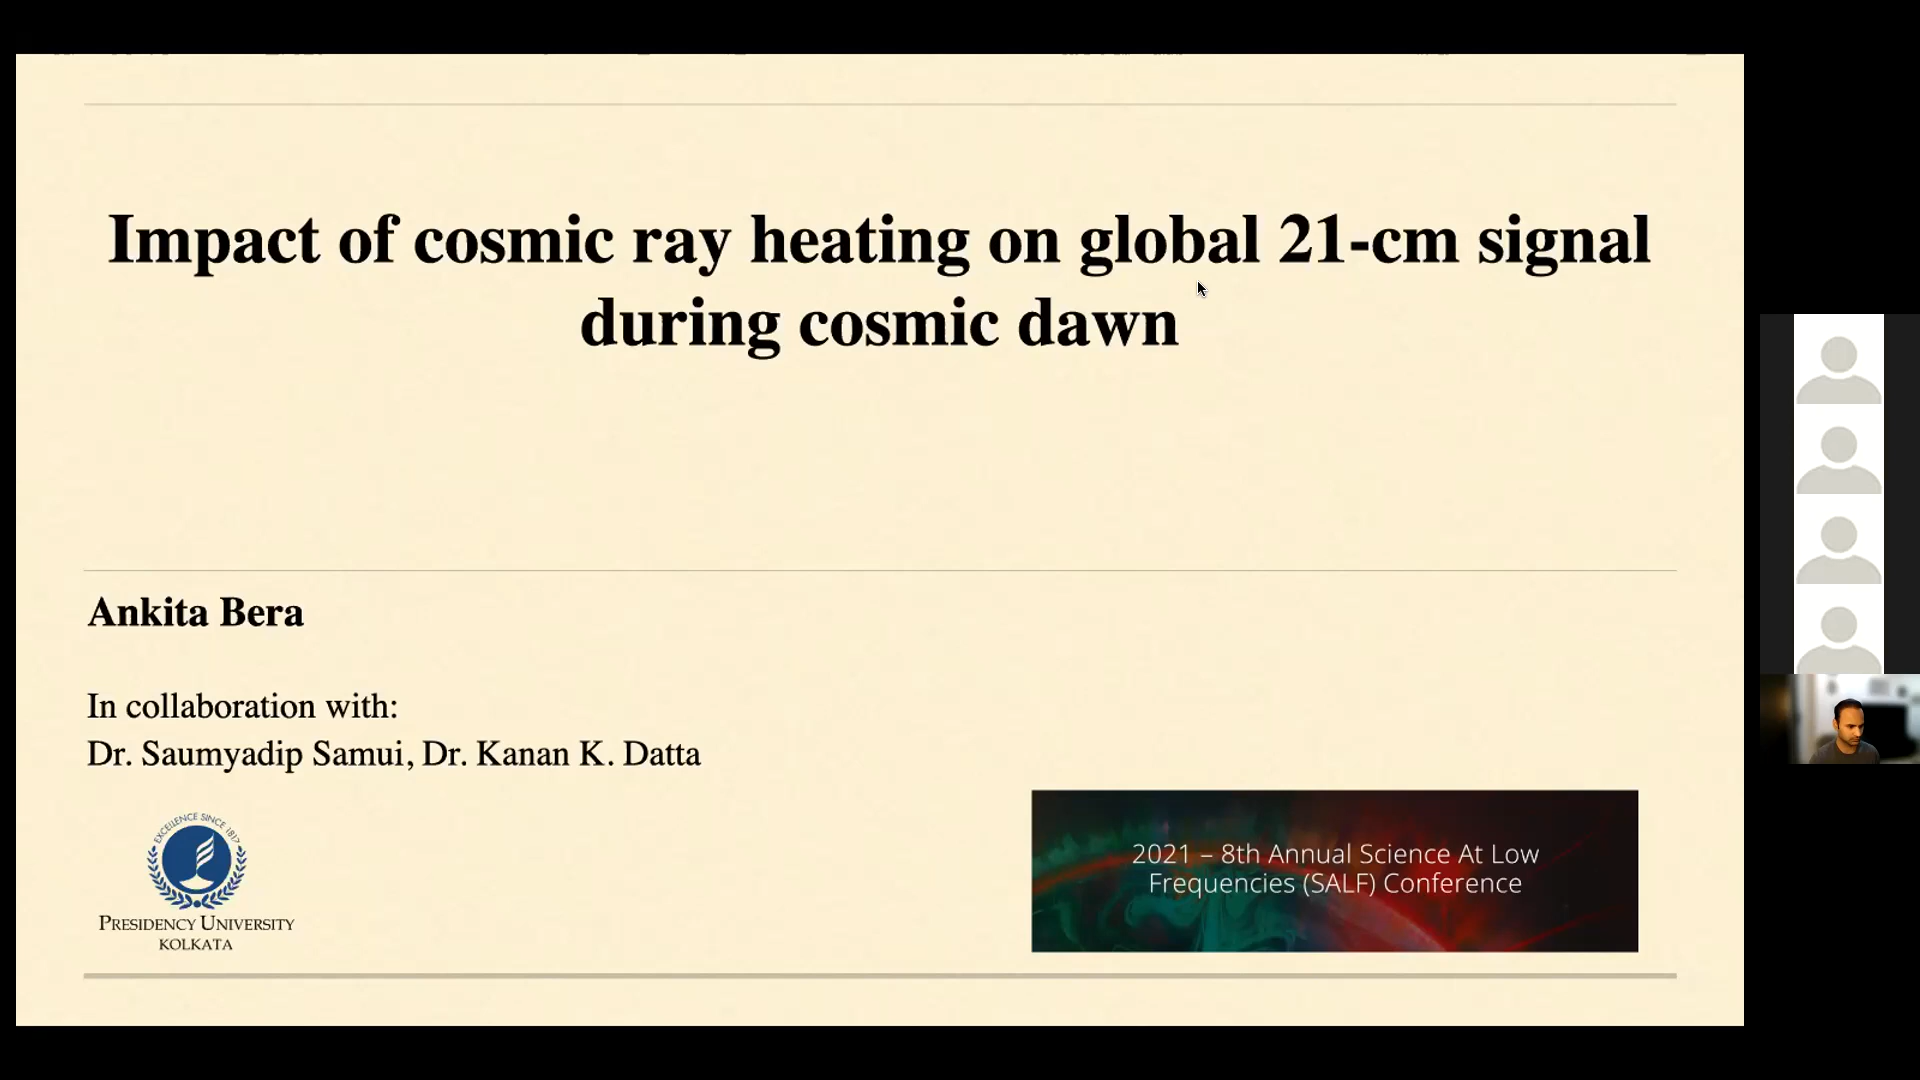 Impact of cosmic ray heating on global 21-cm signal
during cosmic dawn
Ankita Bera
In collaboration with:
Dr. Saumyadip Samui, Dr. Kanan K. Datta
EXCELLENCE SINCE 1817
PRESIDENCY UNIVERSITY
KOLKATA
2021 – 8th Annual Science At Low
Frequencies (SALF) Conference